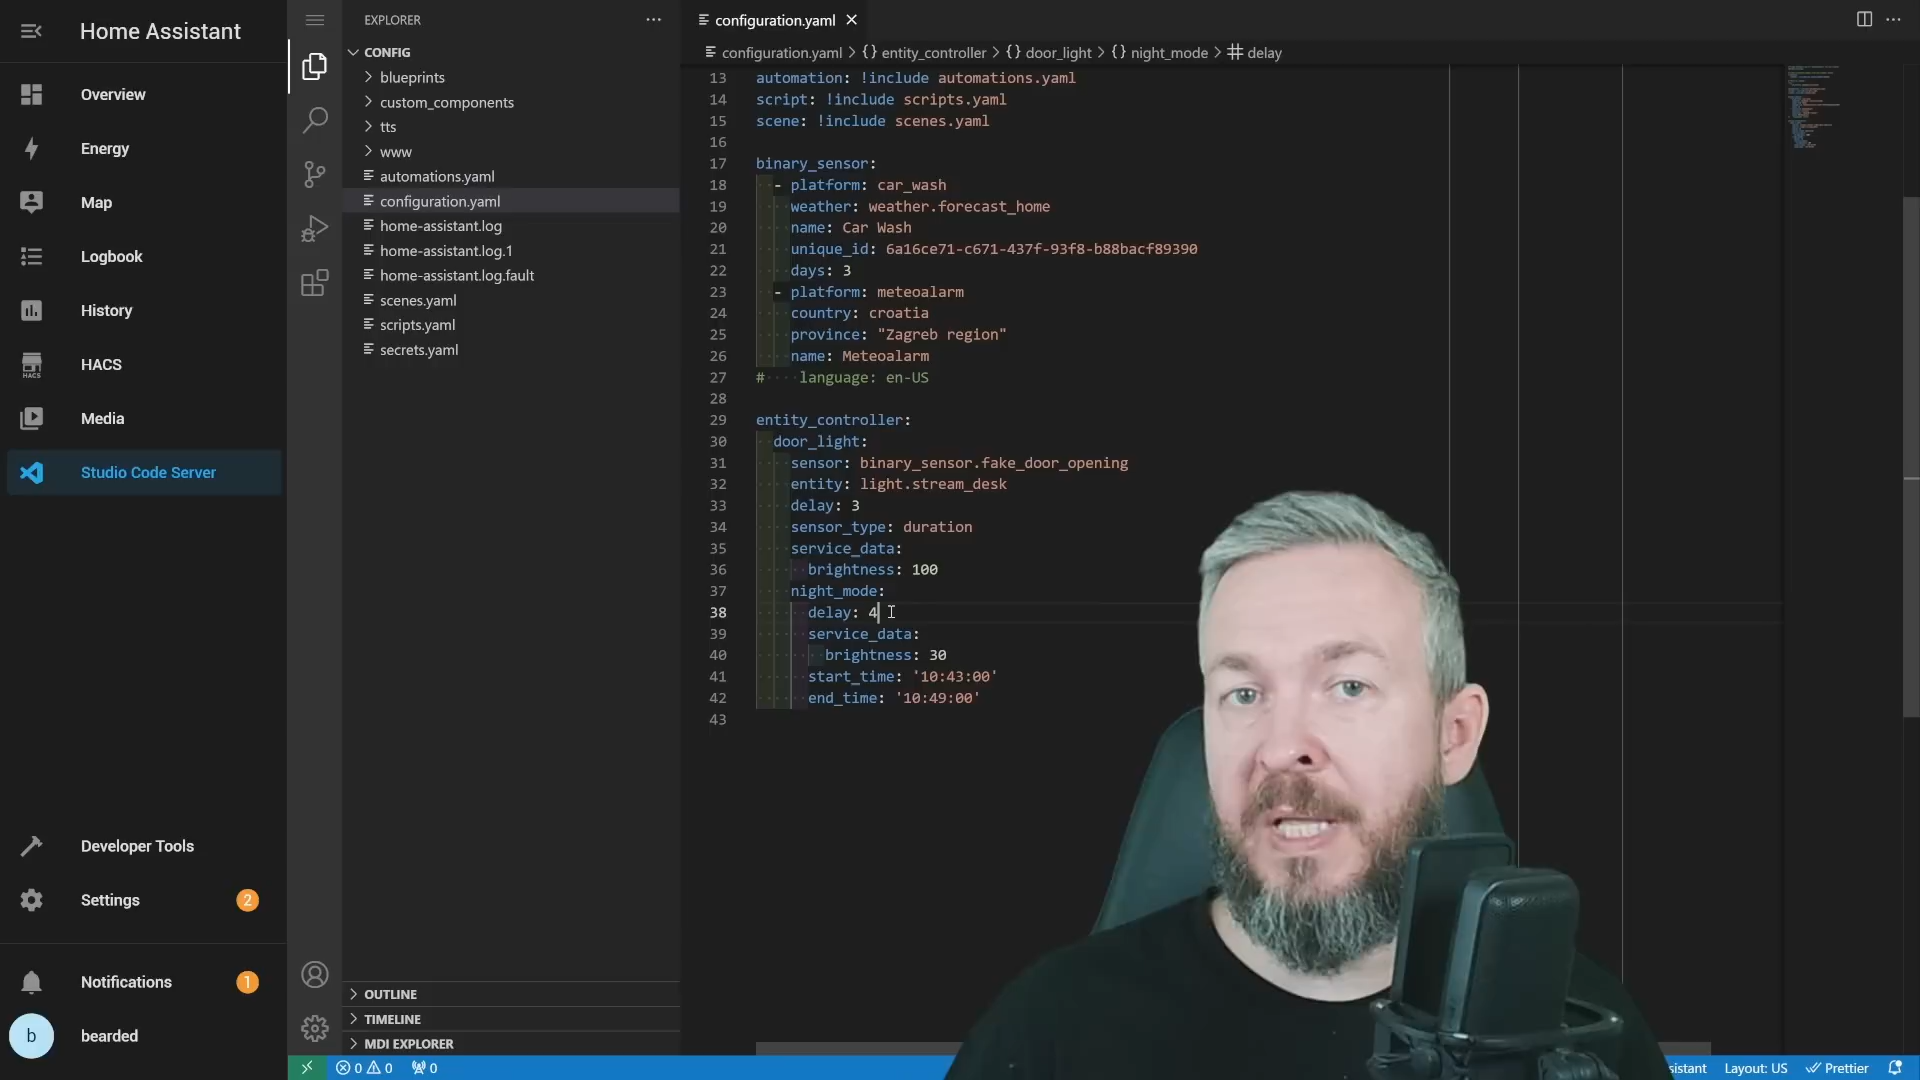 Home Assistant
Overview
Energy
Map
Logbook
History
HACS
HACS
Media
Studio Code Server
Developer Tools
Settings
2
Notifications
1
b
bearded
EXPLORER
CONFIG
blueprints
custom_components
tts
www
automations.yaml
configuration.yaml
home-assistant.log
home-assistant.log.1
home-assistant.log.fault
scenes.yaml
scripts.yaml
secrets.yaml
OUTLINE
TIMELINE
MDI EXPLORER
configuration.yaml
configuration.yaml > {} entity_controller > {} door_light > {} night_mode > # delay
13 automation: !include automations.yaml
14 script: !include scripts.yaml
15 scene: !include scenes.yaml
16
17 binary_sensor:
18 - platform: car_wash
19 weather: weather.forecast_home
20 name: Car Wash
21 unique_id: 6a16ce71-c671-437f-93f8-b88bacf89390
22 days: 3
23 - platform: meteoalarm
24 country: croatia
25 province: "Zagreb region"
26 name: Meteoalarm
27 # language: en-US
28
29 entity_controller:
30 door_light:
31 sensor: binary_sensor.fake_door_opening
32 entity: light.stream_desk
33 delay: 3
34 sensor_type: duration
35 service_data:
36 brightness: 100
37 night_mode:
38 delay: 4
39 service_data:
40 brightness: 30
41 start_time: '10:43:00'
42 end_time: '10:49:00'
43
0 0 0
sistant Layout: US Prettier